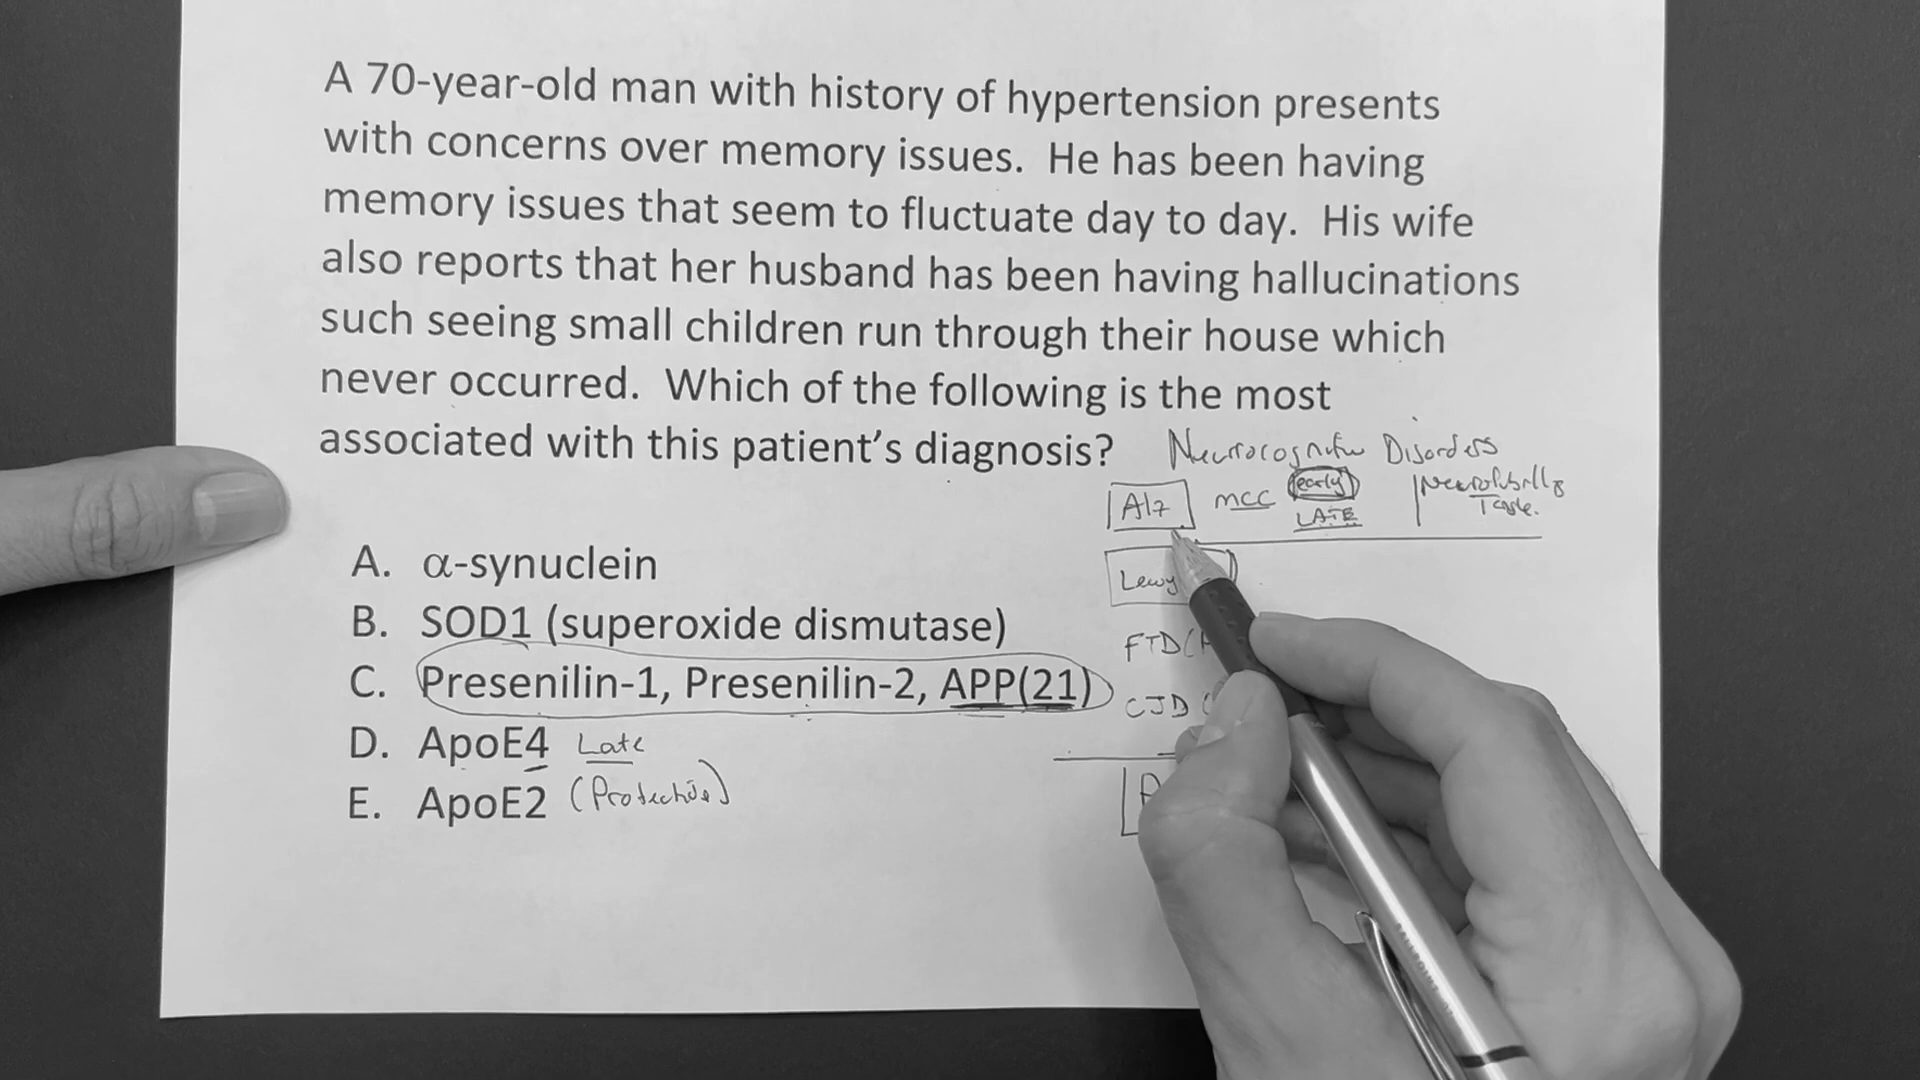 A 70-year-old man with history of hypertension presents
with concerns over memory issues. He has been having
memory issues that seem to fluctuate day to day. His wife
also reports that her husband has been having hallucinations
such seeing small children run through their house which
never occurred. Which of the following is the most
associated with this patient's diagnosis?
Neurocognitive Disorders
Alz MCC early
LATE
Lewy
FTD(
CJD (
A. α-synuclein
B. SOD1 (superoxide dismutase)
C. Presenilin-1, Presenilin-2, APP(21)
D. ApoE4 Late
E. ApoE2 (Protective)